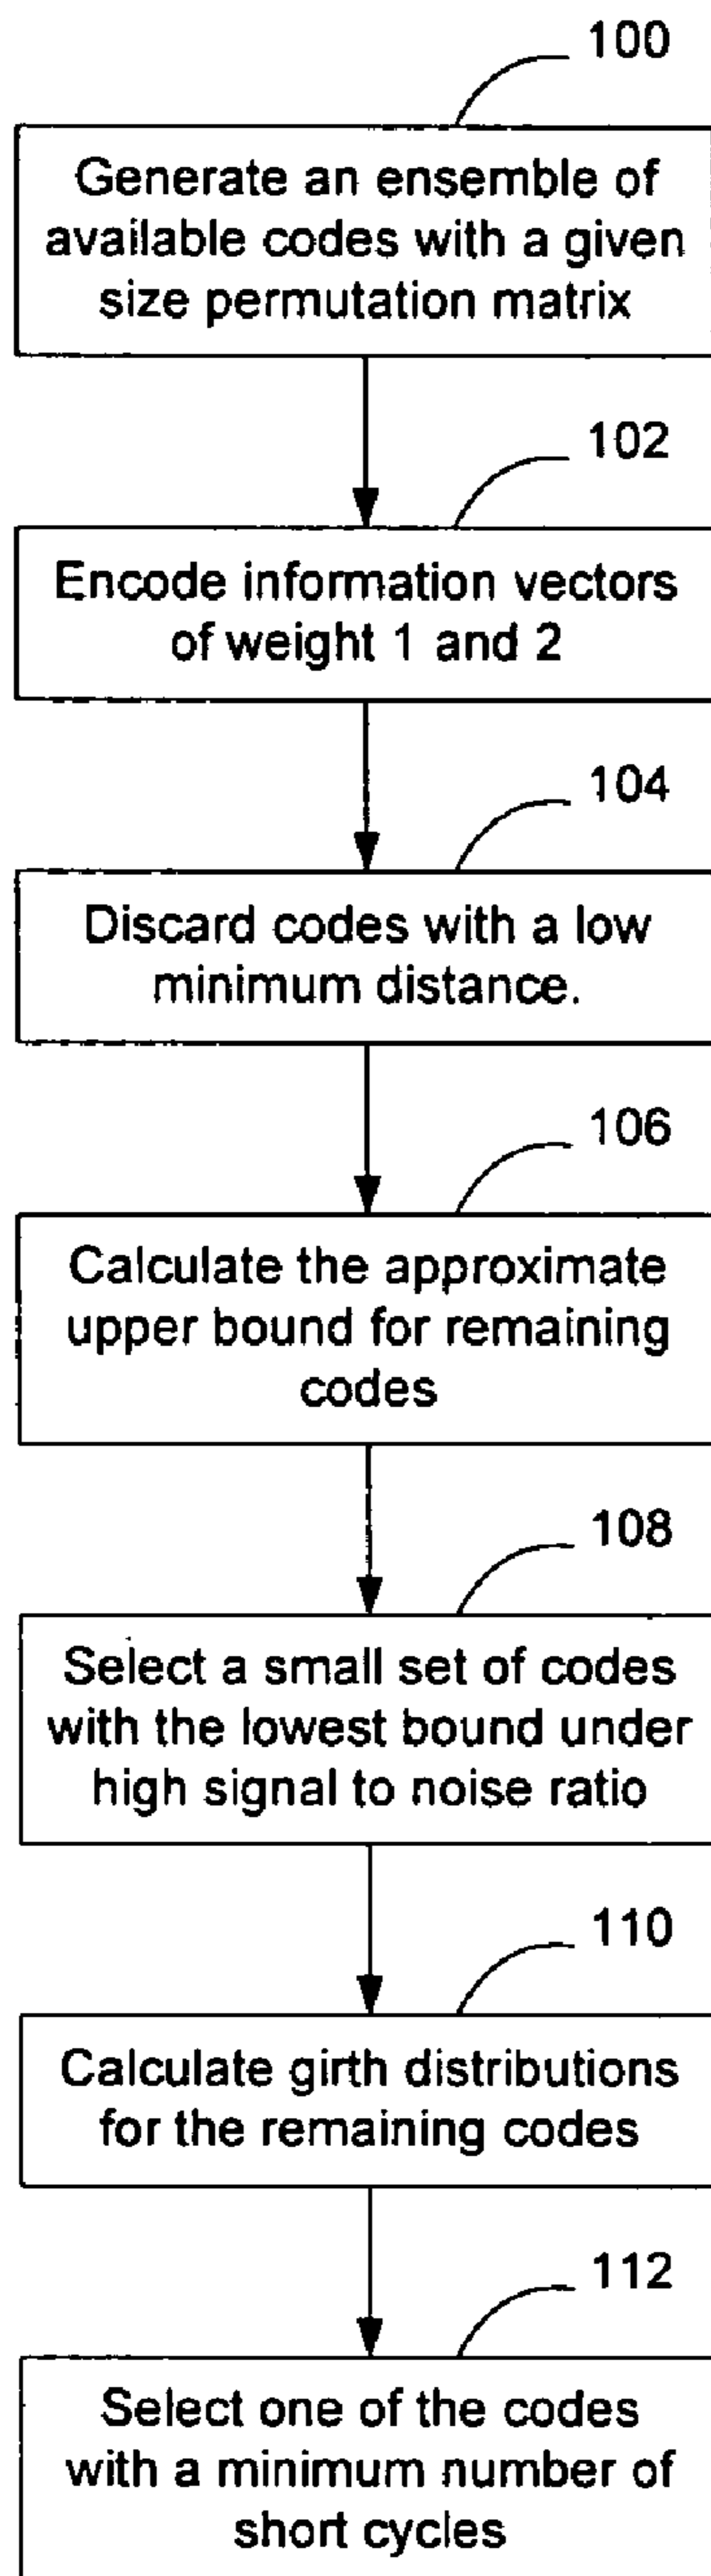 100
Generate an ensemble of
available codes with a given
size permutation matrix
102
Encode information vectors
of weight 1 and 2
104
Discard codes with a low
minimum distance.
106
Calculate the approximate
upper bound for remaining
codes
108
Select a small set of codes
with the lowest bound under
high signal to noise ratio
110
Calculate girth distributions
for the remaining codes
112
Select one of the codes
with a minimum number of
short cycles